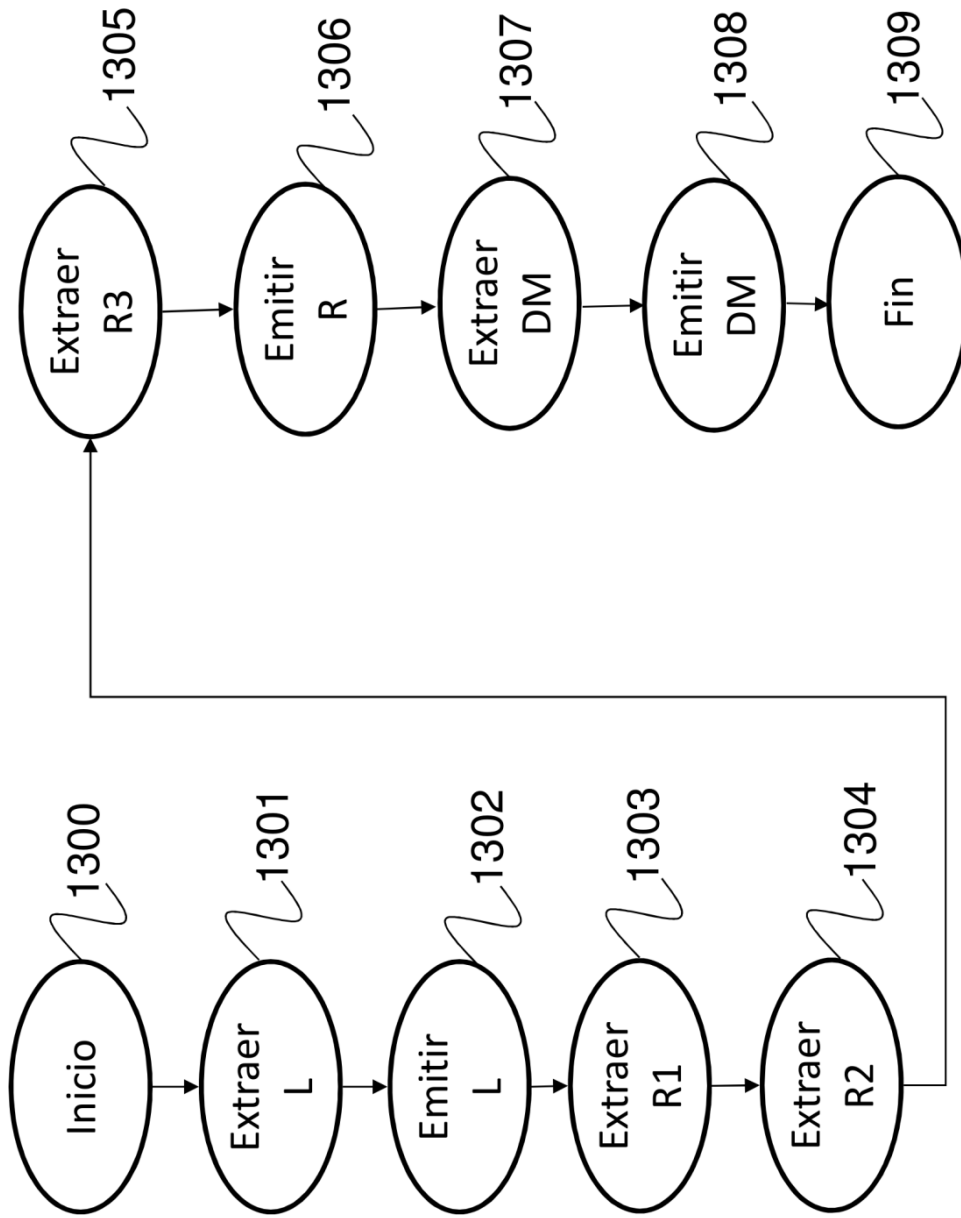 Inicio
1300
Extraer
L
1301
Emitir
L
1302
Extraer
R1
1303
Extraer
R2
1304
Extraer
R3
1305
Emitir
R
1306
Extraer
DM
1307
Emitir
DM
1308
Fin
1309